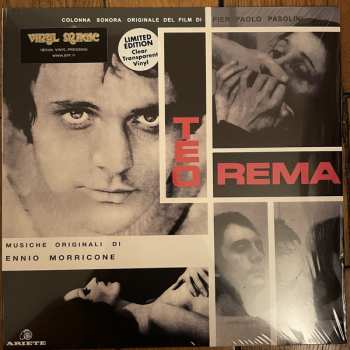 COLONNA SONORA ORIGINALE DEL FILM DI PIER PAOLO PASOLINI
VINYL MAGIC
LIMITED
EDITION
Clear
Transparent
Vinyl
TEO
REMA
MUSICHE ORIGINALI DI
ENNIO MORRICONE
ARIETE